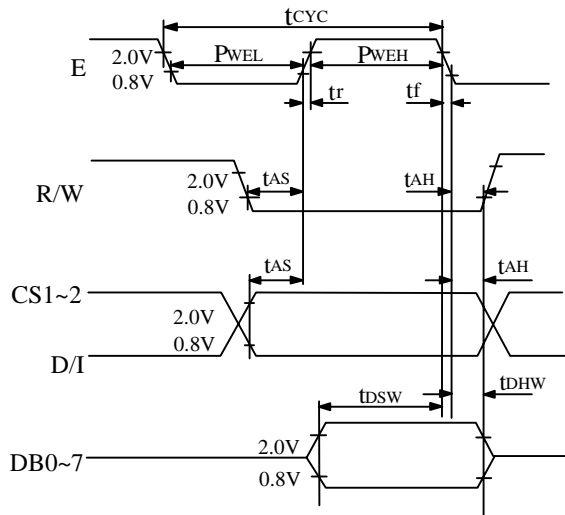 tCYC
2.0V
PWEL
PWEH
E
0.8V
tr
tf
2.0V
tAS
tAH
R/W
0.8V
tAS
tAH
CS1~2
2.0V
0.8V
D/I
tDSW
tDHW
2.0V
DB0~7
0.8V